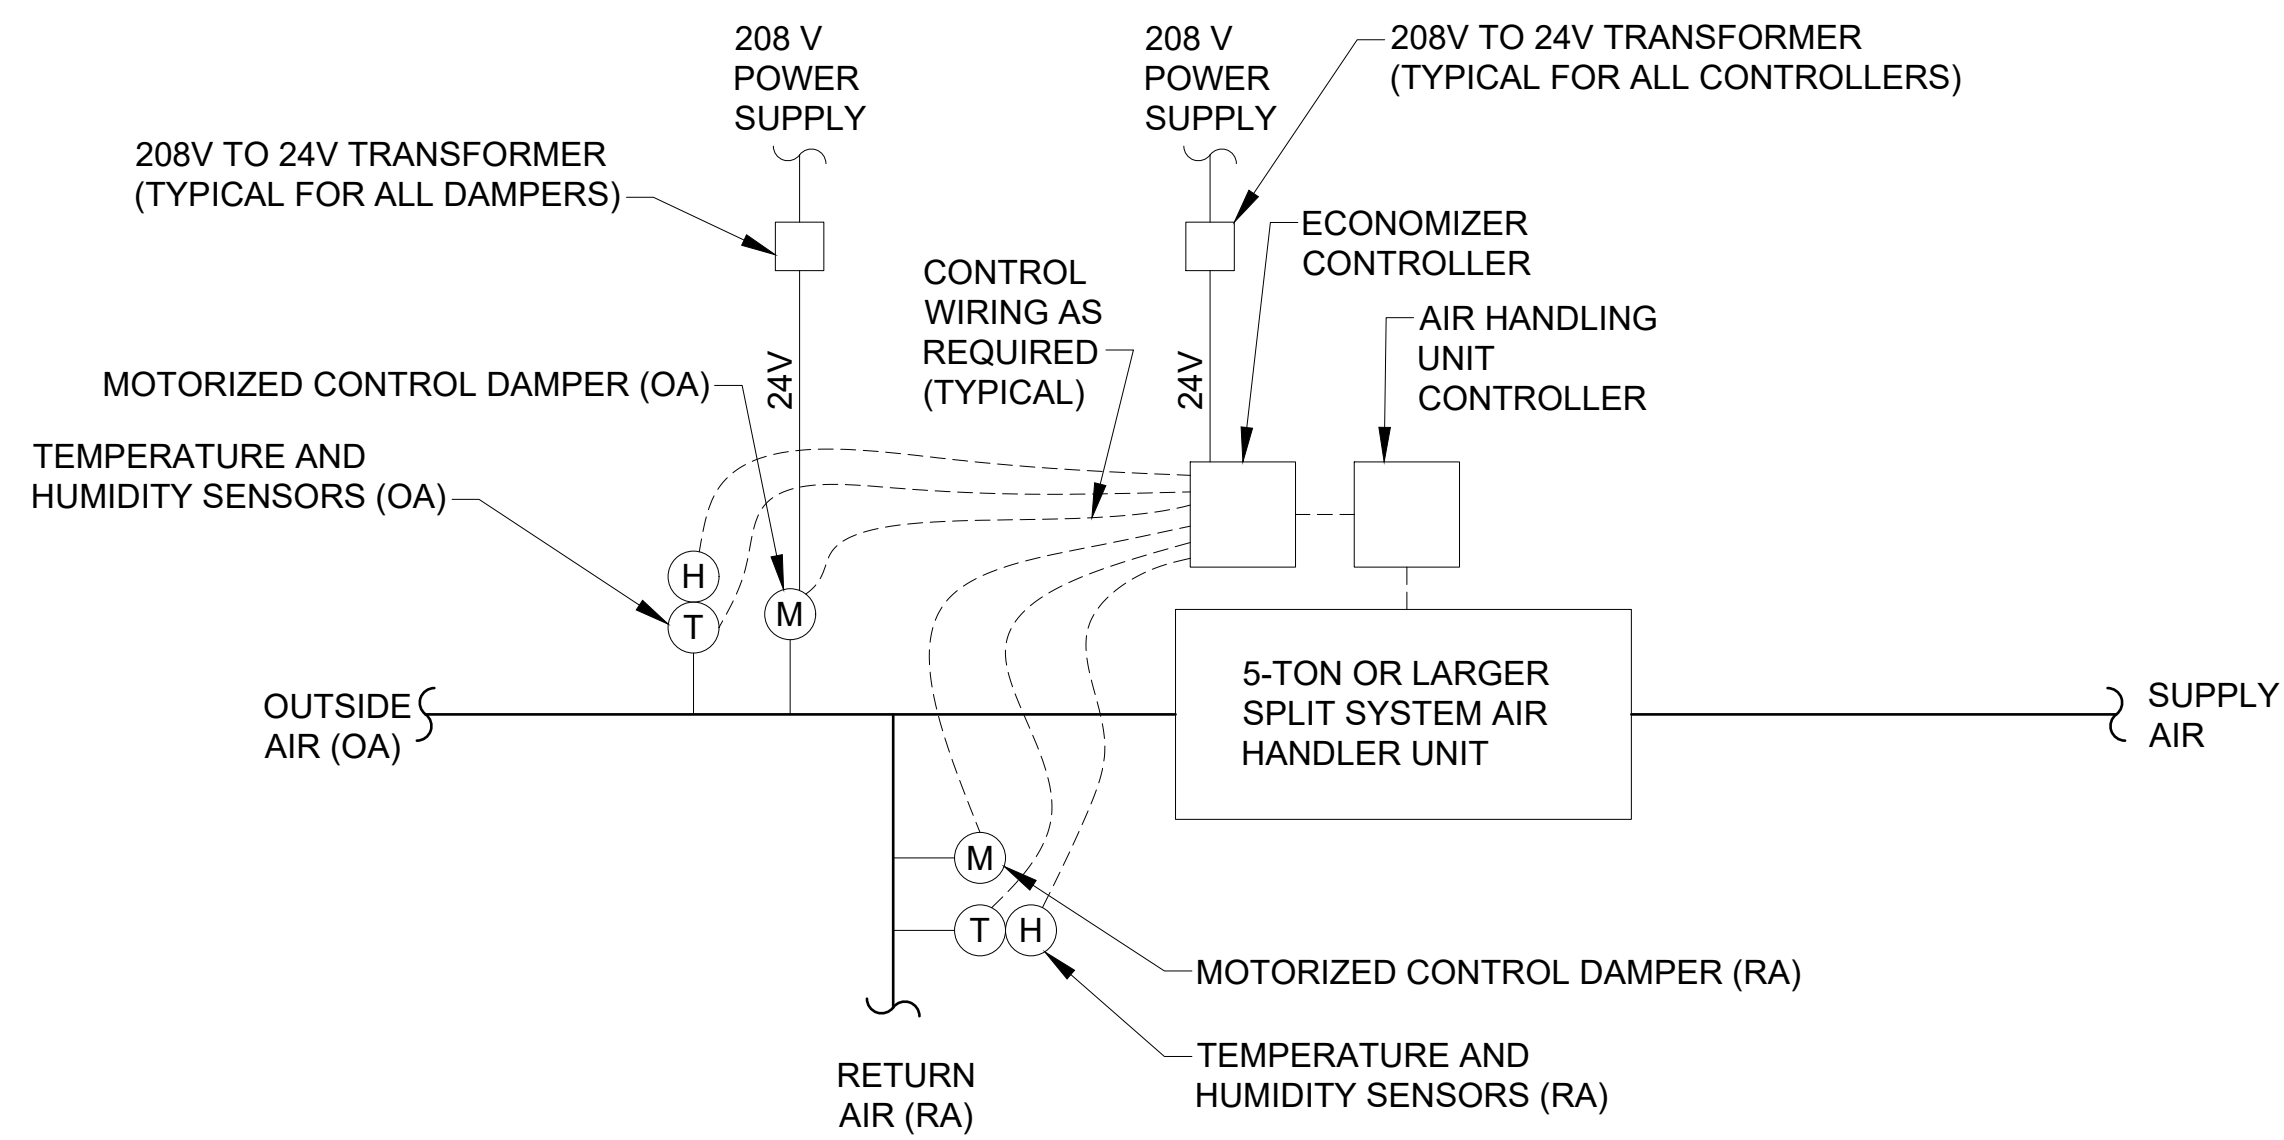 208 V
POWER
SUPPLY
208 V
POWER
SUPPLY
208V TO 24V TRANSFORMER
(TYPICAL FOR ALL CONTROLLERS)
208V TO 24V TRANSFORMER
(TYPICAL FOR ALL DAMPERS)
ECONOMIZER
CONTROLLER
CONTROL
WIRING AS
REQUIRED
(TYPICAL)
AIR HANDLING
UNIT
CONTROLLER
24V
24V
MOTORIZED CONTROL DAMPER (OA)
TEMPERATURE AND
HUMIDITY SENSORS (OA)
H
T
M
OUTSIDE
AIR (OA)
5-TON OR LARGER
SPLIT SYSTEM AIR
HANDLER UNIT
SUPPLY
AIR
M
T
H
MOTORIZED CONTROL DAMPER (RA)
TEMPERATURE AND
HUMIDITY SENSORS (RA)
RETURN
AIR (RA)